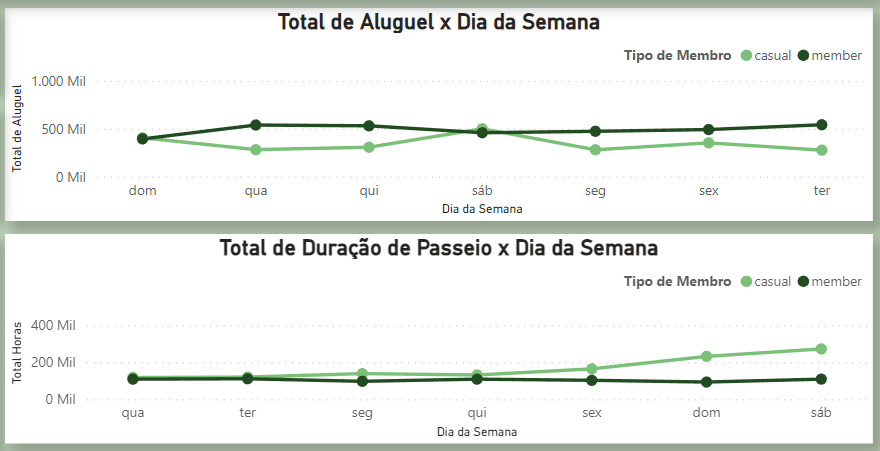 Total de Aluguel x Dia da Semana
Tipo de Membro casual member
Total de Aluguel
1.000 Mil
500 Mil
0 Mil
dom qua qui sáb seg sex ter
Dia da Semana
Total de Duração de Passeio x Dia da Semana
Tipo de Membro casual member
Total Horas
400 Mil
200 Mil
0 Mil
qua ter seg qui sex dom sáb
Dia da Semana